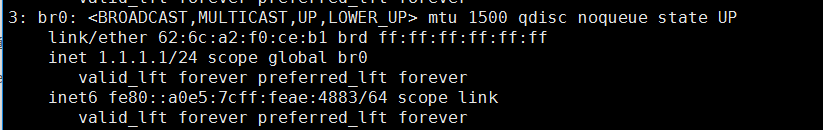 3: br0: <BROADCAST,MULTICAST,UP,LOWER_UP> mtu 1500 qdisc noqueue state UP
link/ether 62:6c:a2:f0:ce:b1 brd ff:ff:ff:ff:ff:ff
inet 1.1.1.1/24 scope global br0
valid_lft forever preferred_lft forever
inet6 fe80::a0e5:7cff:feae:4883/64 scope link
valid_lft forever preferred_lft forever